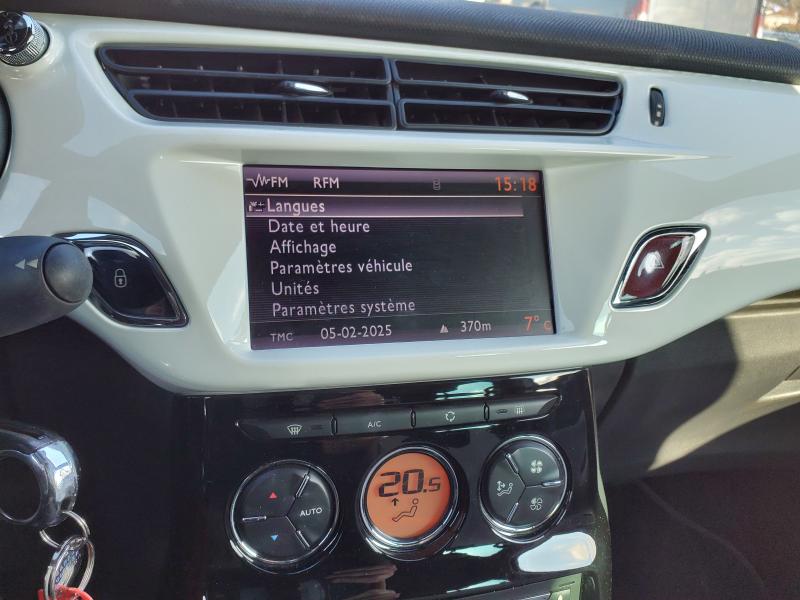 FM RFM 15:18
Langues
Date et heure
Affichage
Paramètres véhicule
Unités
Paramètres système
TMC 05-02-2025 370m 7°C
A/C
AUTO
20.5